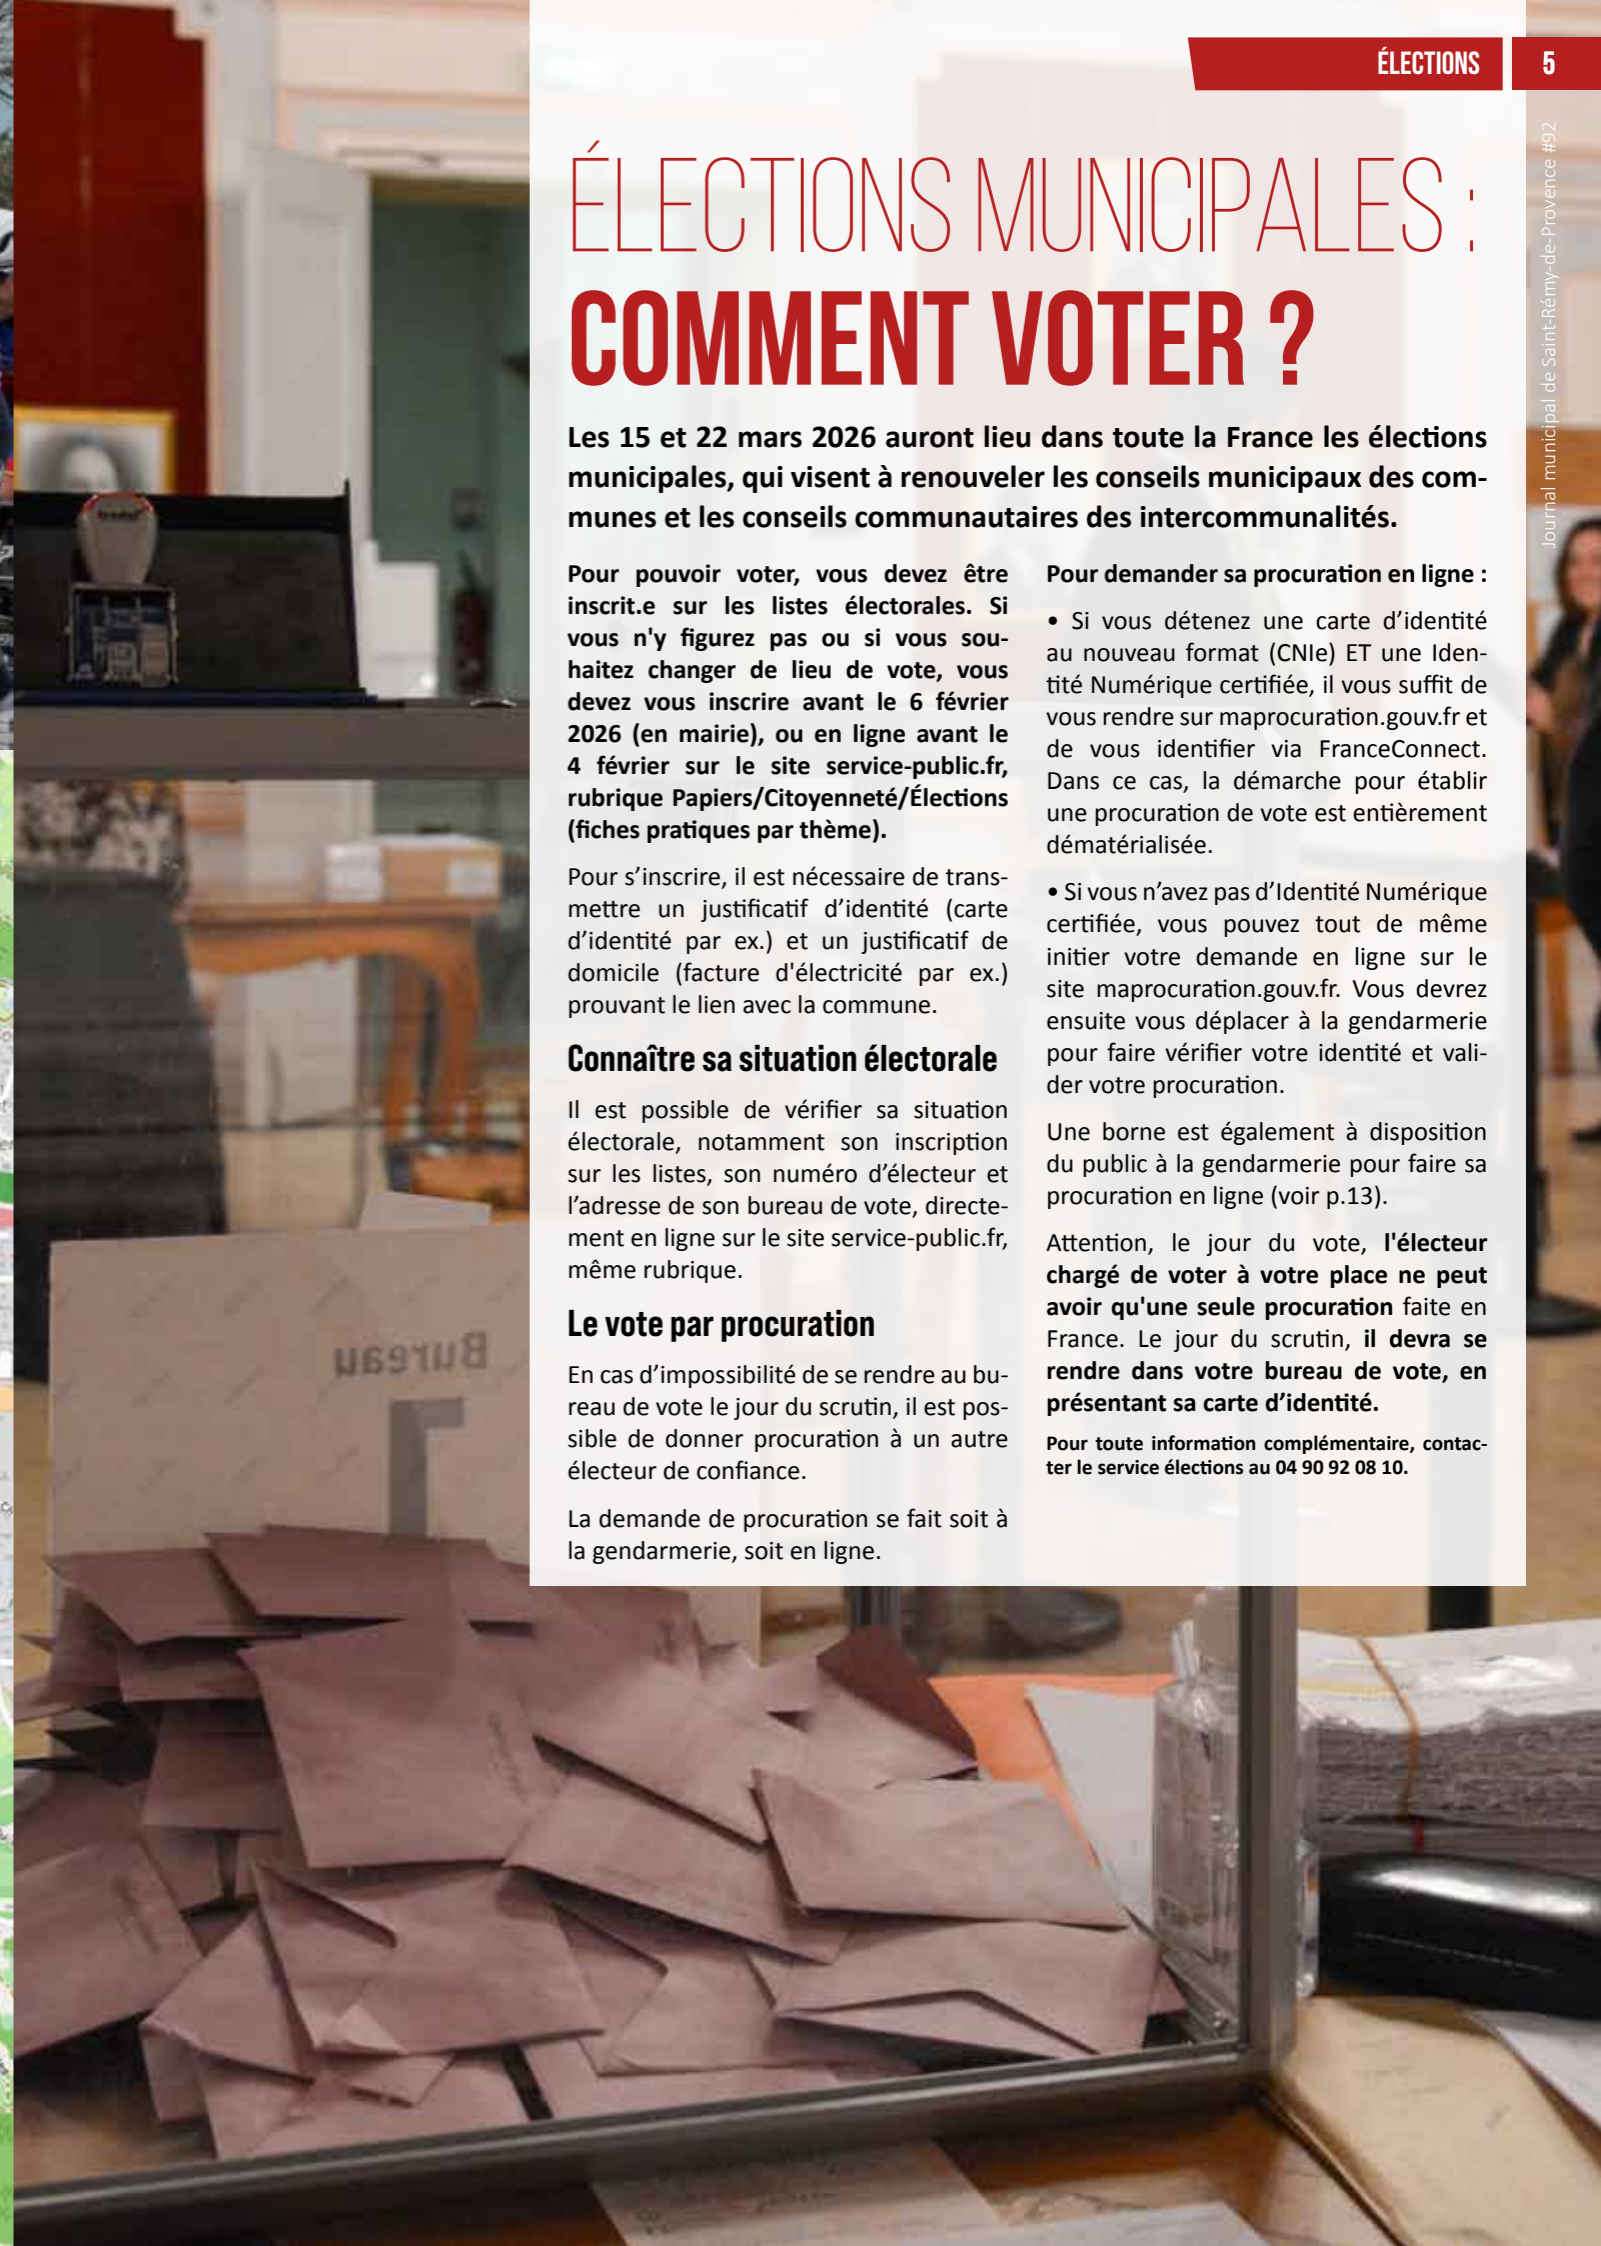 ÉLECTIONS
5
Journal municipal de Saint-Rémy-de-Provence #92
ÉLECTIONS MUNICIPALES :
COMMENT VOTER ?
Les 15 et 22 mars 2026 auront lieu dans toute la France les élections
municipales, qui visent à renouveler les conseils municipaux des com-
munes et les conseils communautaires des intercommunalités.
Pour pouvoir voter, vous devez être
inscrit.e sur les listes électorales. Si
vous n'y figurez pas ou si vous sou-
haitez changer de lieu de vote, vous
devez vous inscrire avant le 6 février
2026 (en mairie), ou en ligne avant le
4 février sur le site service-public.fr,
rubrique Papiers/Citoyenneté/Élections
(fiches pratiques par thème).
Pour s’inscrire, il est nécessaire de trans-
mettre un justificatif d’identité (carte
d’identité par ex.) et un justificatif de
domicile (facture d'électricité par ex.)
prouvant le lien avec la commune.
Connaître sa situation électorale
Il est possible de vérifier sa situation
électorale, notamment son inscription
sur les listes, son numéro d’électeur et
l’adresse de son bureau de vote, directe-
ment en ligne sur le site service-public.fr,
même rubrique.
Le vote par procuration
En cas d’impossibilité de se rendre au bu-
reau de vote le jour du scrutin, il est pos-
sible de donner procuration à un autre
électeur de confiance.
La demande de procuration se fait soit à
la gendarmerie, soit en ligne.
Pour demander sa procuration en ligne :
• Si vous détenez une carte d’identité
au nouveau format (CNIe) ET une Iden-
tité Numérique certifiée, il vous suffit de
vous rendre sur maprocuration.gouv.fr et
de vous identifier via FranceConnect.
Dans ce cas, la démarche pour établir
une procuration de vote est entièrement
dématérialisée.
• Si vous n’avez pas d’Identité Numérique
certifiée, vous pouvez tout de même
initier votre demande en ligne sur le
site maprocuration.gouv.fr. Vous devrez
ensuite vous déplacer à la gendarmerie
pour faire vérifier votre identité et vali-
der votre procuration.
Une borne est également à disposition
du public à la gendarmerie pour faire sa
procuration en ligne (voir p.13).
Attention, le jour du vote, l'électeur
chargé de voter à votre place ne peut
avoir qu'une seule procuration faite en
France. Le jour du scrutin, il devra se
rendre dans votre bureau de vote, en
présentant sa carte d’identité.
Pour toute information complémentaire, contac-
ter le service élections au 04 90 92 08 10.
Bureau
1